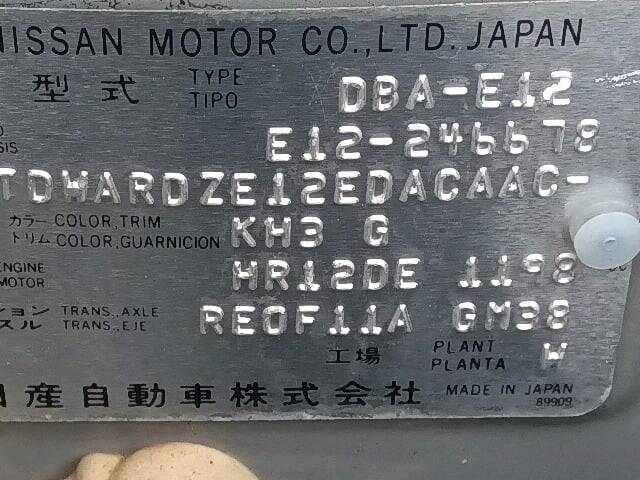 NISSAN MOTOR CO.,LTD. JAPAN
型式 TYPE TIPO DBA-E12
E12-246678
TDWARDZE12EDACAAC-
カラー COLOR, TRIM
トリム COLOR, GUARNICION KH3 G
ENGINE MOTOR HR12DE 1198
TRANS., AXLE
TRANS., EJE RE0F11A GM38
工場 PLANT PLANTA W
日産自動車株式会社 MADE IN JAPAN
89909